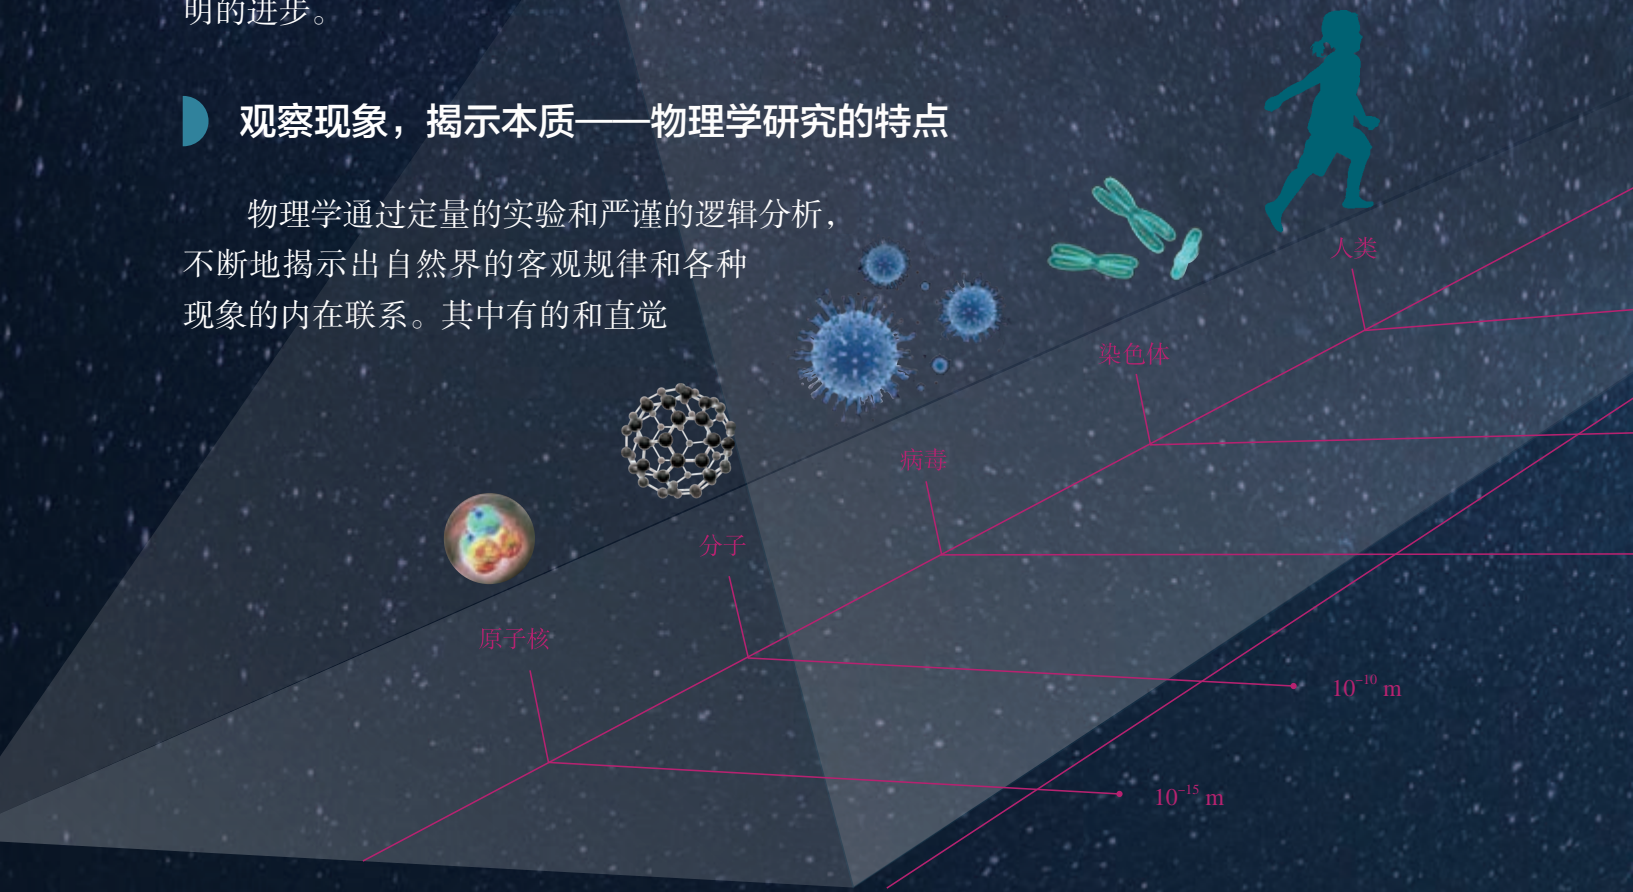 明的进步。
观察现象，揭示本质——物理学研究的特点
物理学通过定量的实验和严谨的逻辑分析，
不断地揭示出自然界的客观规律和各种
现象的内在联系。其中有的和直觉
人类
染色体
病毒
分子
原子核
10⁻¹⁰ m
10⁻¹⁵ m